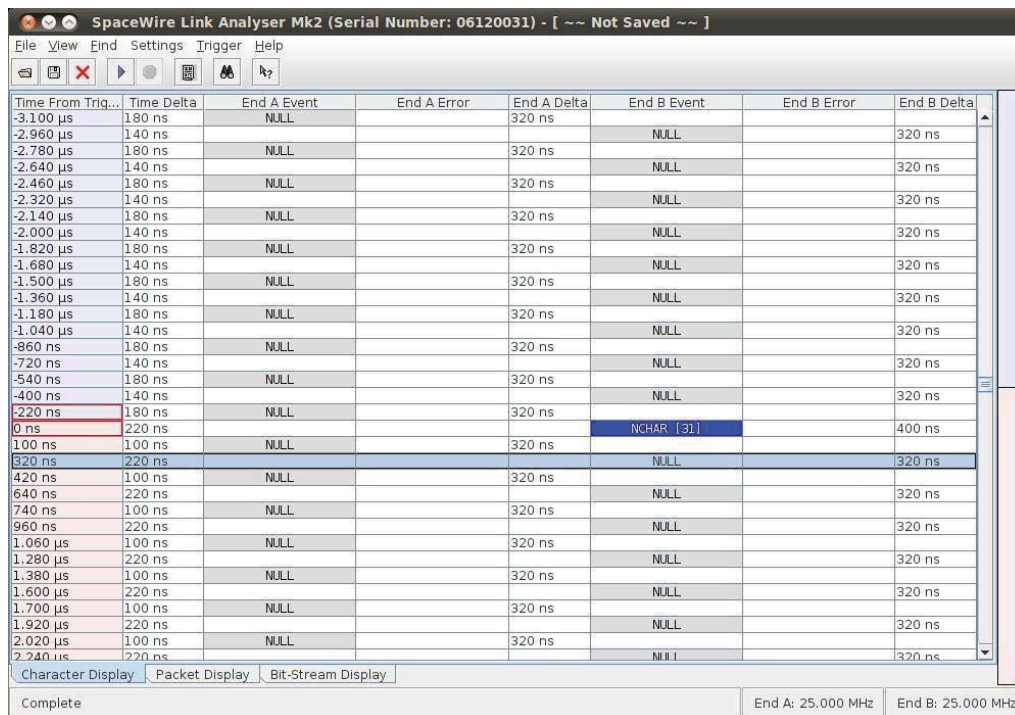 SpaceWire Link Analyser Mk2 (Serial Number: 06120031) - [ ~~ Not Saved ~~ ]
File View Find Settings Trigger Help
Time From Trig... Time Delta End A Event End A Error End A Delta End B Event End B Error End B Delta
-3.100 µs 180 ns NULL 320 ns
-2.960 µs 140 ns NULL 320 ns
-2.780 µs 180 ns NULL 320 ns
-2.640 µs 140 ns NULL 320 ns
-2.460 µs 180 ns NULL 320 ns
-2.320 µs 140 ns NULL 320 ns
-2.140 µs 180 ns NULL 320 ns
-2.000 µs 140 ns NULL 320 ns
-1.820 µs 180 ns NULL 320 ns
-1.680 µs 140 ns NULL 320 ns
-1.500 µs 180 ns NULL 320 ns
-1.360 µs 140 ns NULL 320 ns
-1.180 µs 180 ns NULL 320 ns
-1.040 µs 140 ns NULL 320 ns
-860 ns 180 ns NULL 320 ns
-720 ns 140 ns NULL 320 ns
-540 ns 180 ns NULL 320 ns
-400 ns 140 ns NULL 320 ns
-220 ns 180 ns NULL 320 ns
0 ns 220 ns NCHAR [31] 400 ns
100 ns 100 ns NULL 320 ns
320 ns 220 ns NULL 320 ns
420 ns 100 ns NULL 320 ns
640 ns 220 ns NULL 320 ns
740 ns 100 ns NULL 320 ns
960 ns 220 ns NULL 320 ns
1.060 µs 100 ns NULL 320 ns
1.280 µs 220 ns NULL 320 ns
1.380 µs 100 ns NULL 320 ns
1.600 µs 220 ns NULL 320 ns
1.700 µs 100 ns NULL 320 ns
1.920 µs 220 ns NULL 320 ns
2.020 µs 100 ns NULL 320 ns
2.240 µs 220 ns NULL 320 ns
Character Display Packet Display Bit-Stream Display
Complete End A: 25.000 MHz End B: 25.000 MHz